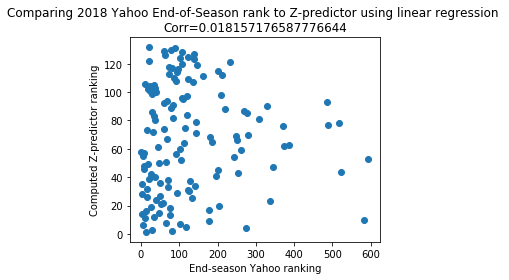 Comparing 2018 Yahoo End-of-Season rank to Z-predictor using linear regression
Corr=0.018157176587776644
Computed Z-predictor ranking
120
100
80
60
40
20
0
0 100 200 300 400 500 600
End-season Yahoo ranking